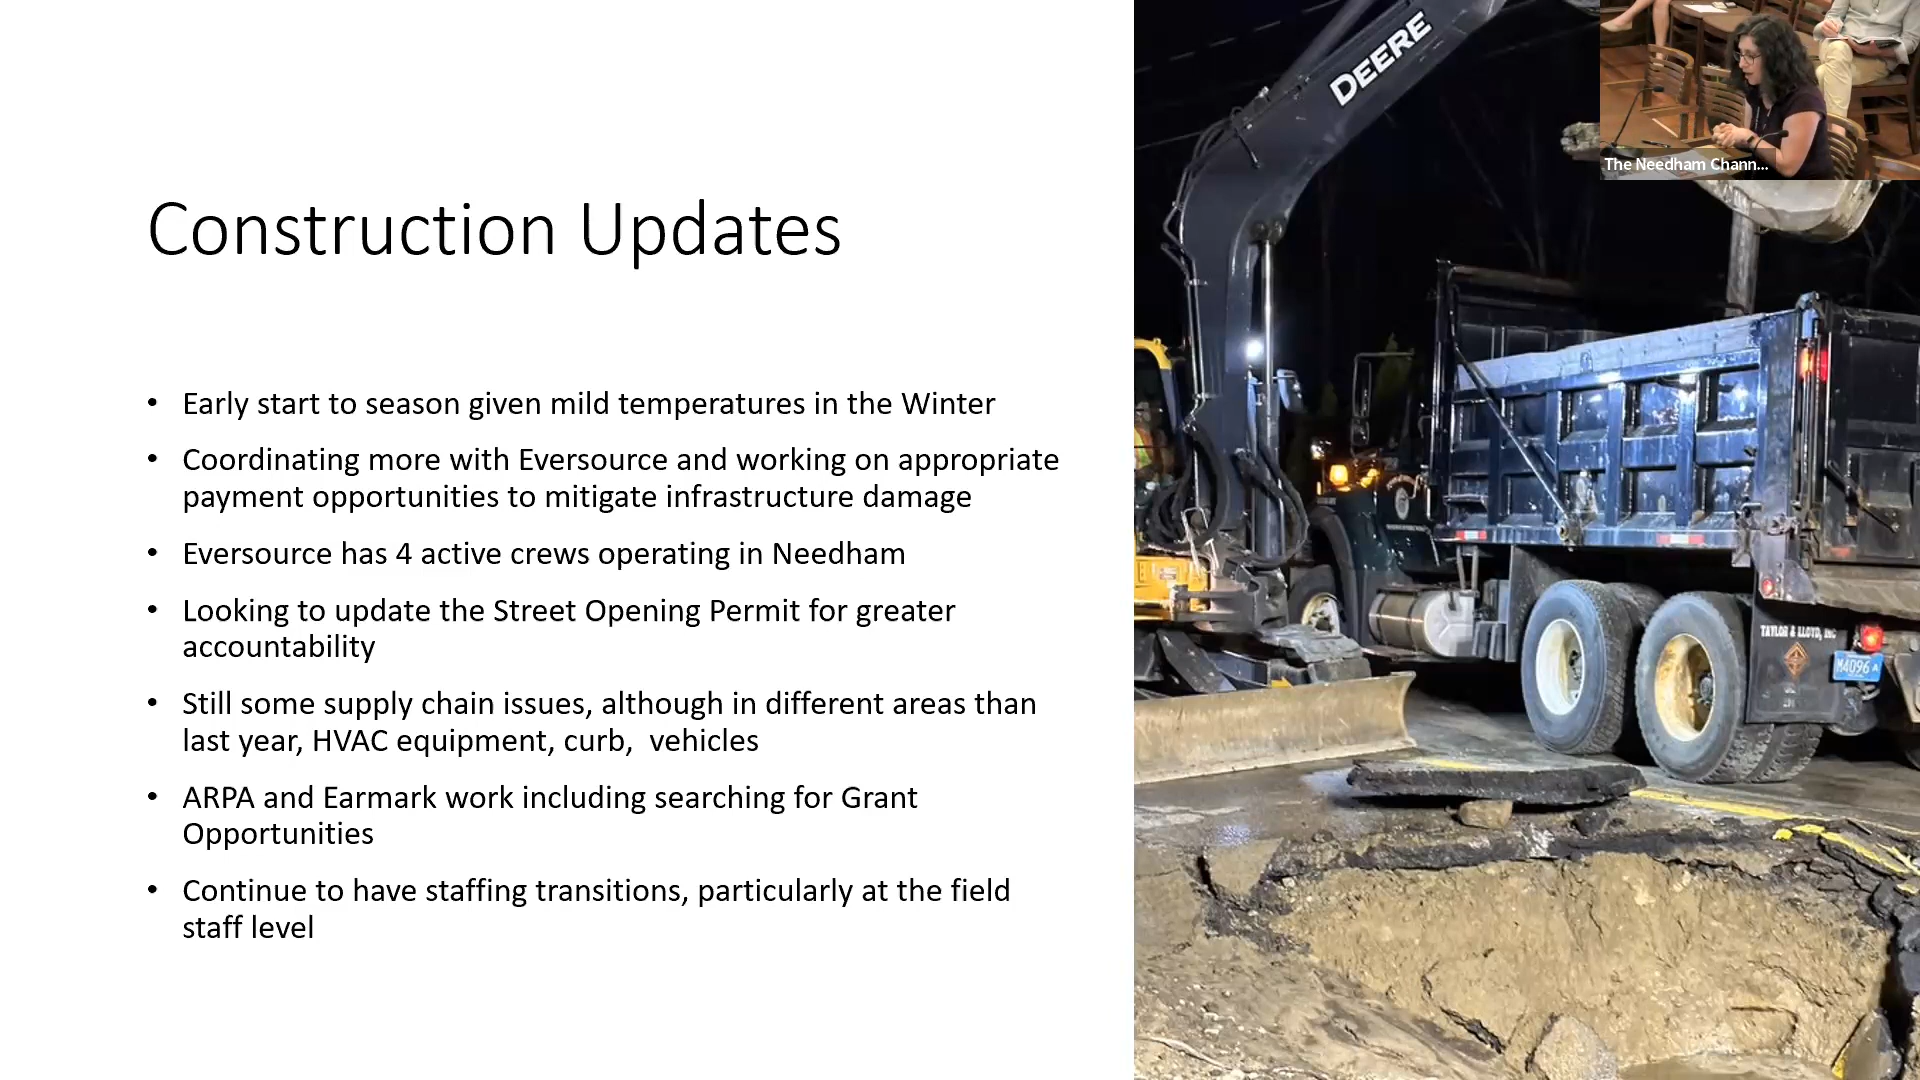 DEERE
The Needham Chann...
Construction Updates
• Early start to season given mild temperatures in the Winter
• Coordinating more with Eversource and working on appropriate
payment opportunities to mitigate infrastructure damage
• Eversource has 4 active crews operating in Needham
• Looking to update the Street Opening Permit for greater
accountability
• Still some supply chain issues, although in different areas than
last year, HVAC equipment, curb,  vehicles
• ARPA and Earmark work including searching for Grant
Opportunities
• Continue to have staffing transitions, particularly at the field
staff level
TAYLOR & LLOYD, INC
M4096 A